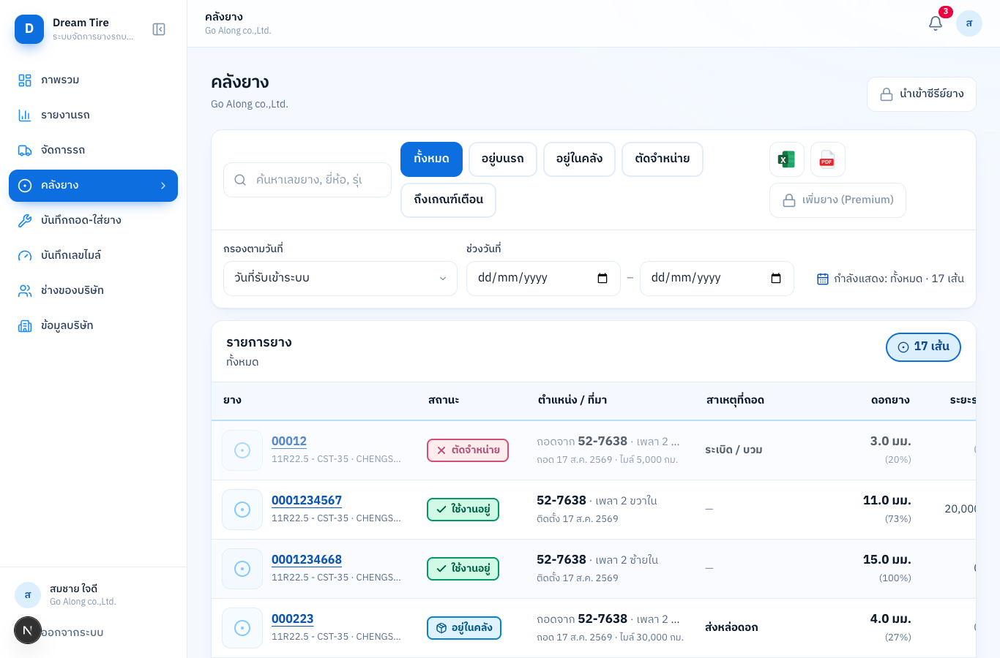 D
Dream Tire
ระบบจัดการยางรถบ...
ภาพรวม
รายงานรถ
จัดการรถ
คลังยาง
บันทึกถอด-ใส่ยาง
บันทึกเลขไมล์
ช่างของบริษัท
ข้อมูลบริษัท
ส
สมชาย ใจดี
Go Along co.,Ltd.
N
ออกจากระบบ
คลังยาง
Go Along co.,Ltd.
3
ส
คลังยาง
Go Along co.,Ltd.
นำเข้าซีรีย์ยาง
ค้นหาเลขยาง, ยี่ห้อ, รุ่
ทั้งหมด
อยู่บนรถ
อยู่ในคลัง
ตัดจำหน่าย
ถึงเกณฑ์เตือน
X
PDF
เพิ่มยาง (Premium)
กรองตามวันที่
วันที่รับเข้าระบบ
ช่วงวันที่
dd/mm/yyyy – dd/mm/yyyy
กำลังแสดง: ทั้งหมด · 17 เส้น
รายการยาง
ทั้งหมด
17 เส้น
ยาง สถานะ ตำแหน่ง / ที่มา สาเหตุที่ถอด ดอกยาง ระยะร
00012
11R22.5 - CST-35 · CHENGS...
ตัดจำหน่าย
ถอดจาก 52-7638 · เพลา 2 ...
ถอด 17 ส.ค. 2569 · ไมล์ 5,000 กม.
ระเบิด / บวม
3.0 มม.
(20%)
0001234567
11R22.5 - CST-35 · CHENGS...
ใช้งานอยู่
52-7638 · เพลา 2 ขวาใน
ติดตั้ง 17 ส.ค. 2569
—
11.0 มม.
(73%)
20,000
0001234668
11R22.5 - CST-35 · CHENGS...
ใช้งานอยู่
52-7638 · เพลา 2 ซ้ายใน
ติดตั้ง 17 ส.ค. 2569
—
15.0 มม.
(100%)
000223
11R22.5 - CST-35 · CHENGS...
อยู่ในคลัง
ถอดจาก 52-7638 · เพลา 2 ...
ถอด 17 ส.ค. 2569 · ไมล์ 30,000 กม.
ส่งหล่อดอก
4.0 มม.
(27%)